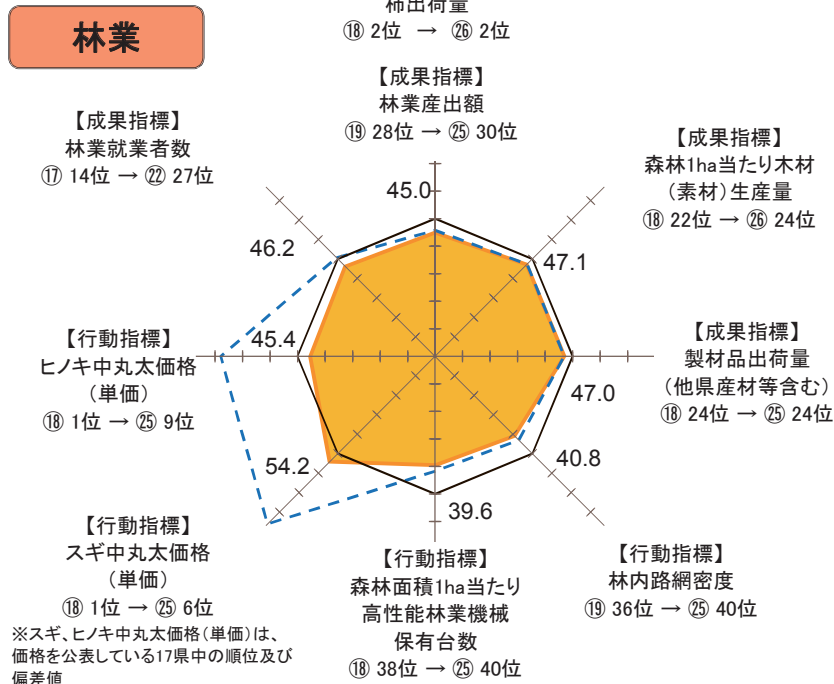 柿出荷量
⑱ 2位 → ㉖ 2位
林業
【成果指標】
林業産出額
⑲ 28位 → ㉕ 30位
【成果指標】
林業就業者数
⑰ 14位 → ㉒ 27位
【成果指標】
森林1ha当たり木材
（素材）生産量
⑱ 22位 → ㉖ 24位
45.0
46.2
47.1
【行動指標】
ヒノキ中丸太価格
（単価）
⑱ 1位 → ㉕ 9位
45.4
【成果指標】
製材品出荷量
（他県産材等含む）
⑱ 24位 → ㉕ 24位
47.0
54.2
40.8
39.6
【行動指標】
スギ中丸太価格
（単価）
⑱ 1位 → ㉕ 6位
【行動指標】
森林面積1ha当たり
高性能林業機械
保有台数
⑱ 38位 → ㉕ 40位
【行動指標】
林内路網密度
⑲ 36位 → ㉕ 40位
※スギ、ヒノキ中丸太価格（単価）は、
価格を公表している17県中の順位及び
偏差値